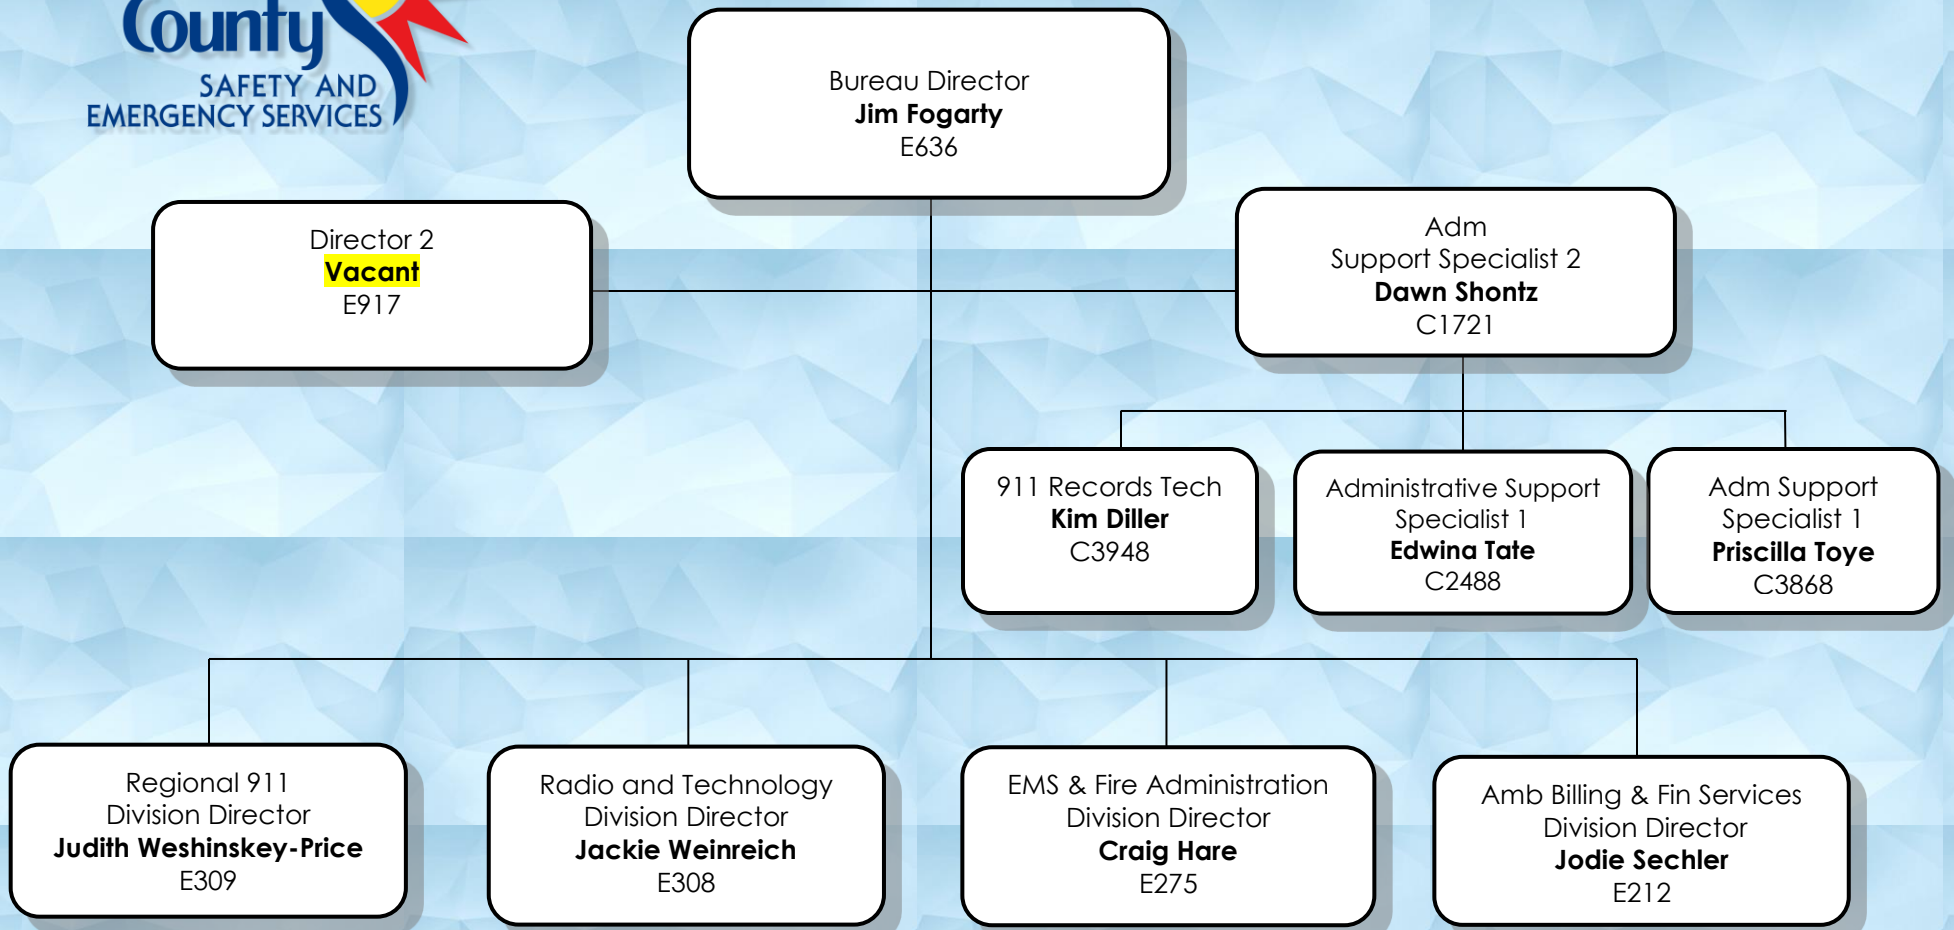 County
SAFETY AND
EMERGENCY SERVICES
Bureau Director
Jim Fogarty
E636
Director 2
Vacant
E917
Adm
Support Specialist 2
Dawn Shontz
C1721
911 Records Tech
Kim Diller
C3948
Administrative Support
Specialist 1
Edwina Tate
C2488
Adm Support
Specialist 1
Priscilla Toye
C3868
Regional 911
Division Director
Judith Weshinskey-Price
E309
Radio and Technology
Division Director
Jackie Weinreich
E308
EMS & Fire Administration
Division Director
Craig Hare
E275
Amb Billing & Fin Services
Division Director
Jodie Sechler
E212